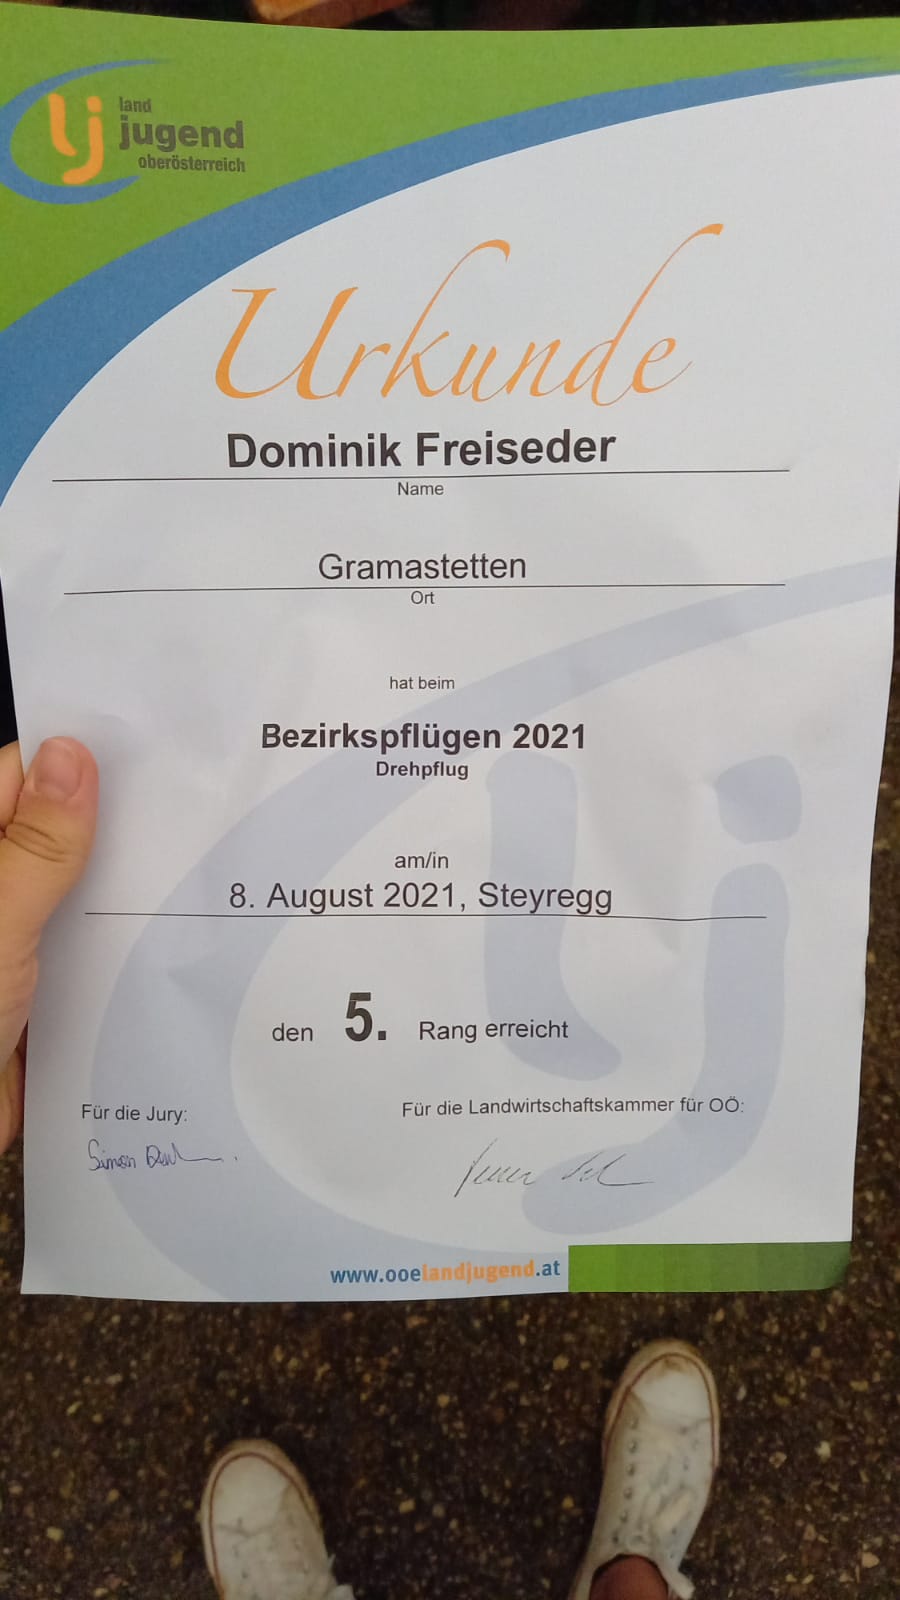 land
jugend
oberösterreich
Urkunde
Dominik Freiseder
Name
Gramastetten
Ort
hat beim
Bezirkspflügen 2021
Drehpflug
am/in
8. August 2021, Steyregg
den 5. Rang erreicht
Für die Jury:
Für die Landwirtschaftskammer für OÖ:
Simon
www.ooelandjugend.at